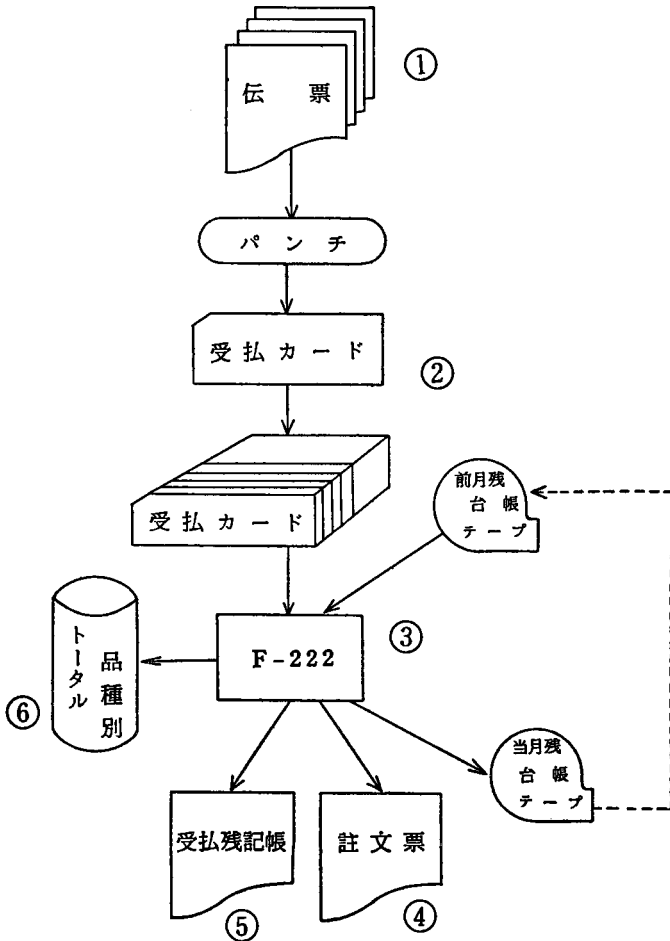 伝票
①
パンチ
受払カード
②
受払カード
前月残
台帳
テープ
F-222
③
品種別
トータル
⑥
当月残
台帳
テープ
受払残記帳
註文票
⑤
④